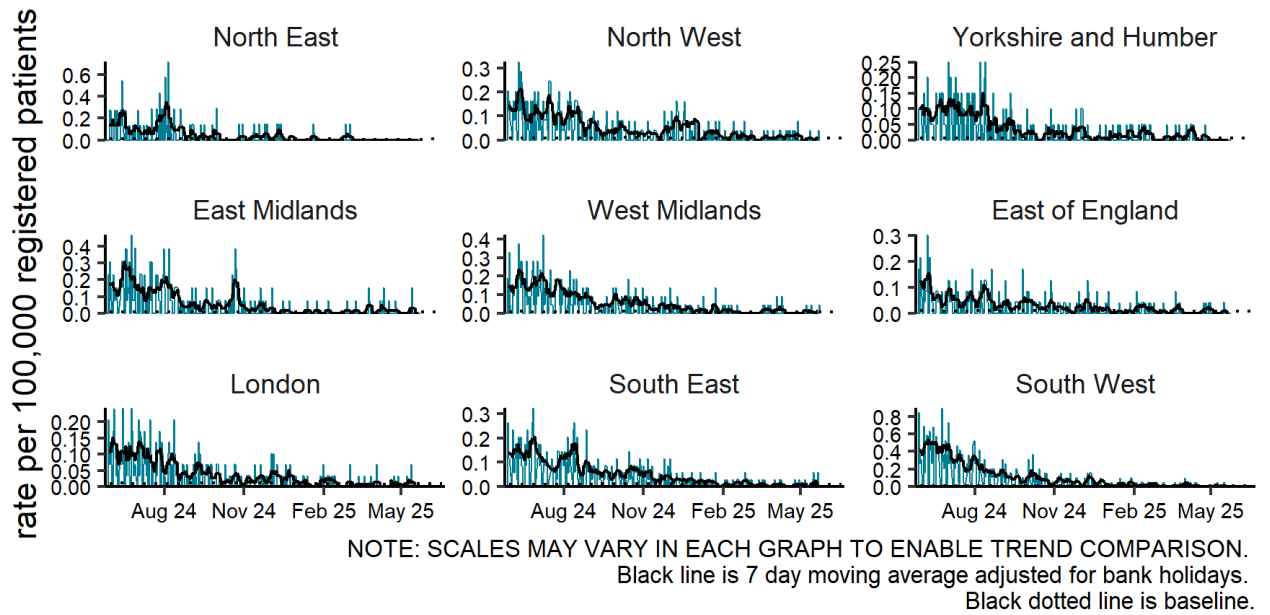 rate per 100,000 registered patients
North East
0.6
0.4
0.2
0.0
North West
0.3
0.2
0.1
0.0
Yorkshire and Humber
0.25
0.20
0.15
0.10
0.05
0.00
East Midlands
0.4
0.3
0.2
0.1
0.0
West Midlands
0.4
0.3
0.2
0.1
0.0
East of England
0.3
0.2
0.1
0.0
London
0.20
0.15
0.10
0.05
0.00
Aug 24 Nov 24 Feb 25 May 25
South East
0.3
0.2
0.1
0.0
Aug 24 Nov 24 Feb 25 May 25
South West
0.8
0.6
0.4
0.2
0.0
Aug 24 Nov 24 Feb 25 May 25
NOTE: SCALES MAY VARY IN EACH GRAPH TO ENABLE TREND COMPARISON.
Black line is 7 day moving average adjusted for bank holidays.
Black dotted line is baseline.